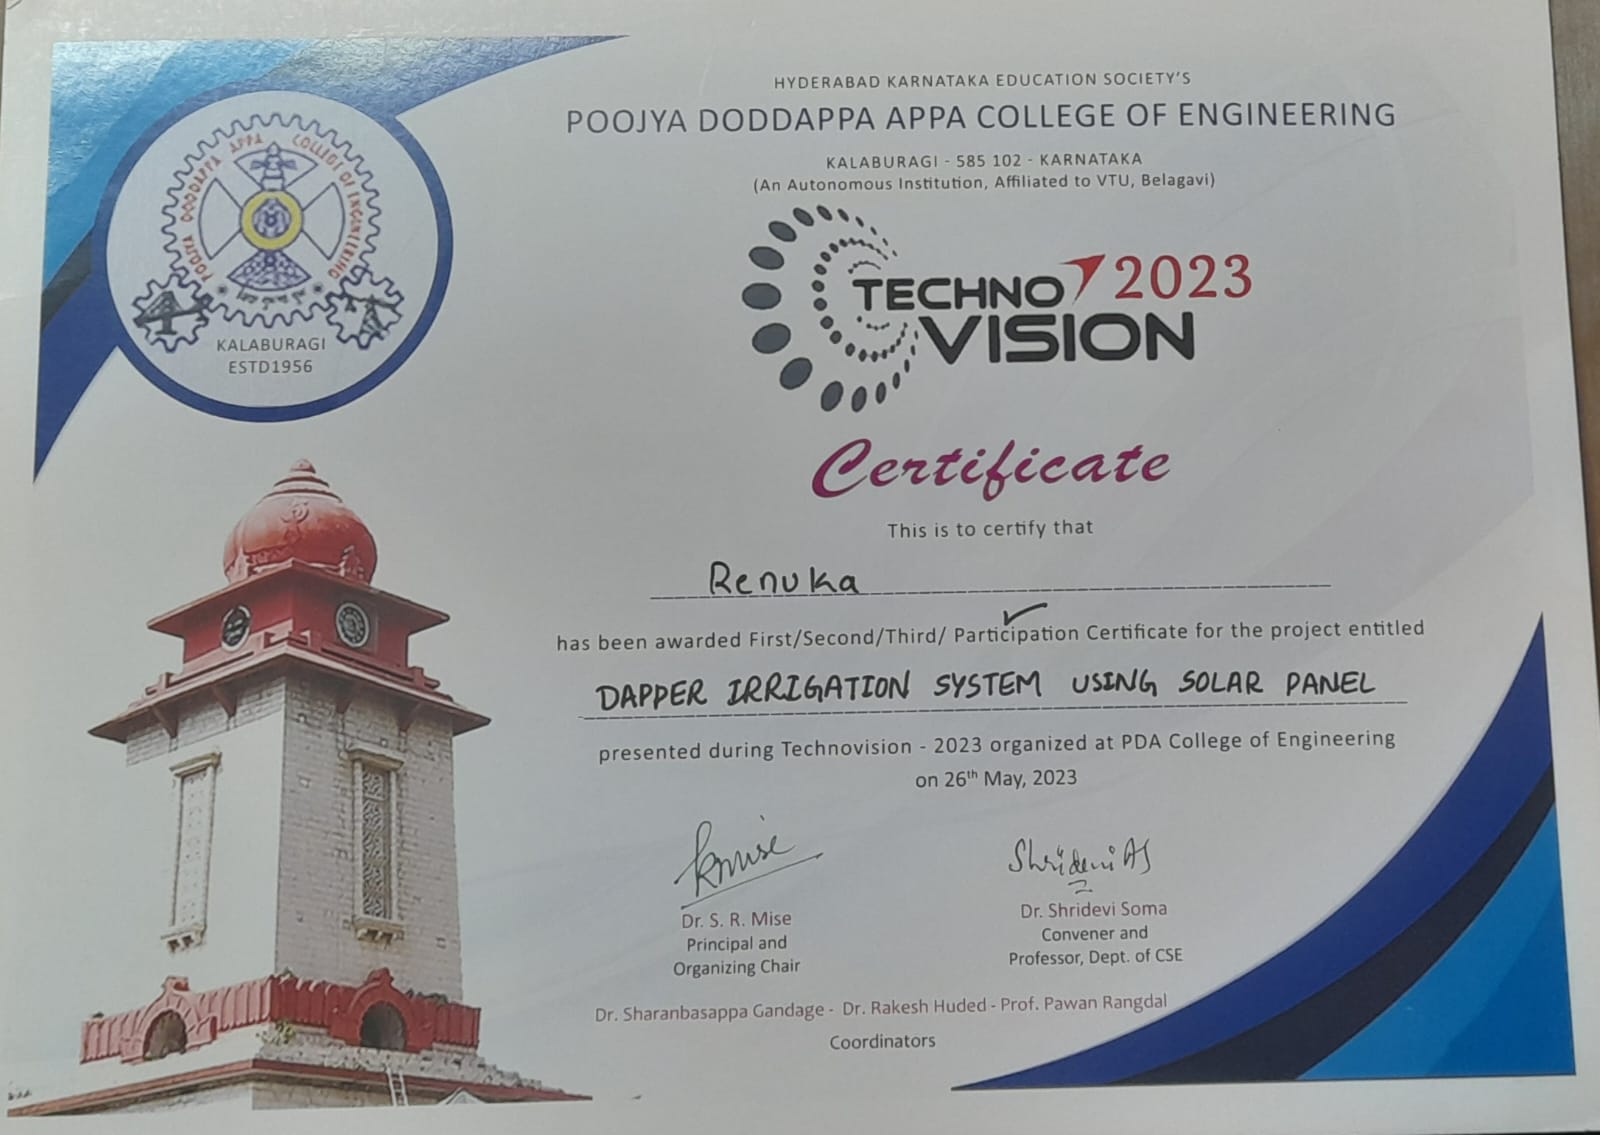 HYDERABAD KARNATAKA EDUCATION SOCIETY'S
POOJYA DODDAPPA APPA COLLEGE OF ENGINEERING
KALABURAGI - 585 102 - KARNATAKA
(An Autonomous Institution, Affiliated to VTU, Belagavi)
POOJYA DODDAPPA APPA COLLEGE OF ENGINEERING
KALABURAGI
ESTD1956
TECHNO 2023
VISION
Certificate
This is to certify that
Renuka
has been awarded First/Second/Third/ Participation Certificate for the project entitled
DAPPER IRRIGATION SYSTEM USING SOLAR PANEL
presented during Technovision - 2023 organized at PDA College of Engineering
on 26th May, 2023
Dr. S. R. Mise
Principal and
Organizing Chair
Shridevi
Dr. Shridevi Soma
Convener and
Professor, Dept. of CSE
Dr. Sharanbasappa Gandage - Dr. Rakesh Huded - Prof. Pawan Rangdal
Coordinators